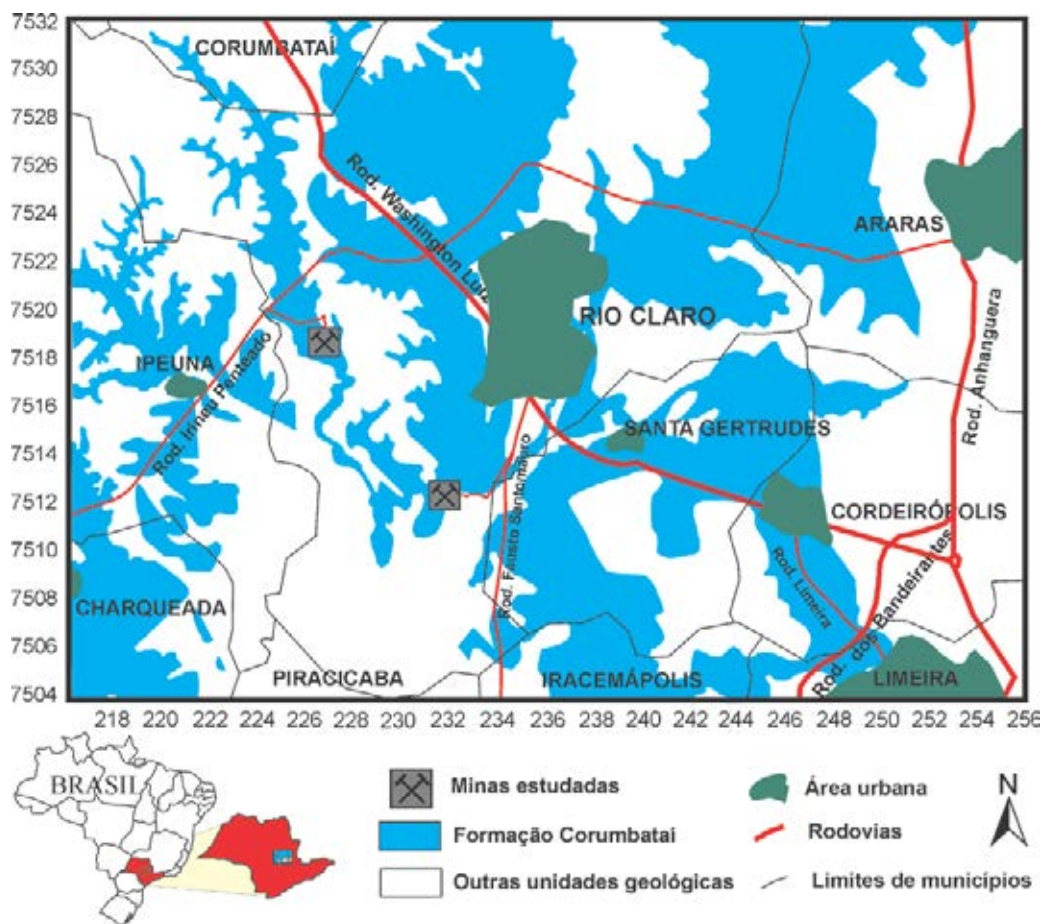 7532
7530
7528
7526
7524
7522
7520
7518
7516
7514
7512
7510
7508
7506
7504
CORUMBATAÍ
Rod. Washington Luiz
ARARAS
RIO CLARO
IPEUNA
Rod. Irineu Penteado
SANTA GERTRUDES
Rod. Anhanguera
Rod. Fausto Santomauro
CORDEIRÓPOLIS
Rod. Limeira
Rod. dos Bandeirantes
CHARQUEADA
PIRACICABA
IRACEMÁPOLIS
LIMEIRA
218 220 222 224 226 228 230 232 234 236 238 240 242 244 246 248 250 252 254 256
BRASIL
Minas estudadas
Formação Corumbataí
Outras unidades geológicas
Área urbana
Rodovias
Limites de municípios
N